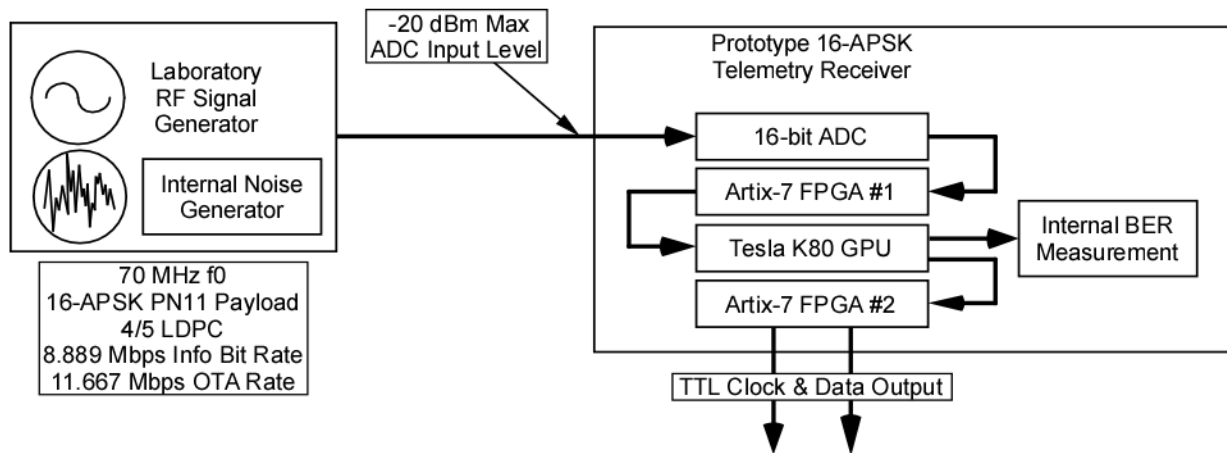 -20 dBm Max
ADC Input Level
Laboratory
RF Signal
Generator
Internal Noise
Generator
70 MHz f0
16-APSK PN11 Payload
4/5 LDPC
8.889 Mbps Info Bit Rate
11.667 Mbps OTA Rate
Prototype 16-APSK
Telemetry Receiver
16-bit ADC
Artix-7 FPGA #1
Tesla K80 GPU
Internal BER
Measurement
Artix-7 FPGA #2
TTL Clock & Data Output